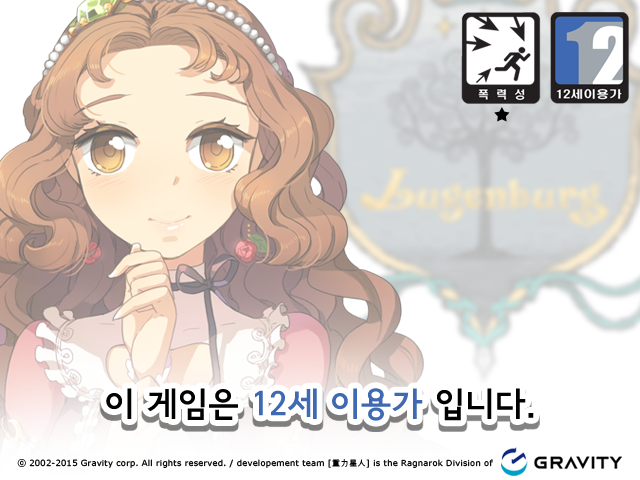 12
폭력성
12세이용가
Lugenburg
이 게임은 12세 이용가 입니다.
ⓒ 2002-2015 Gravity corp. All rights reserved. / developement team [重力星人] is the Ragnarok Division of GRAVITY